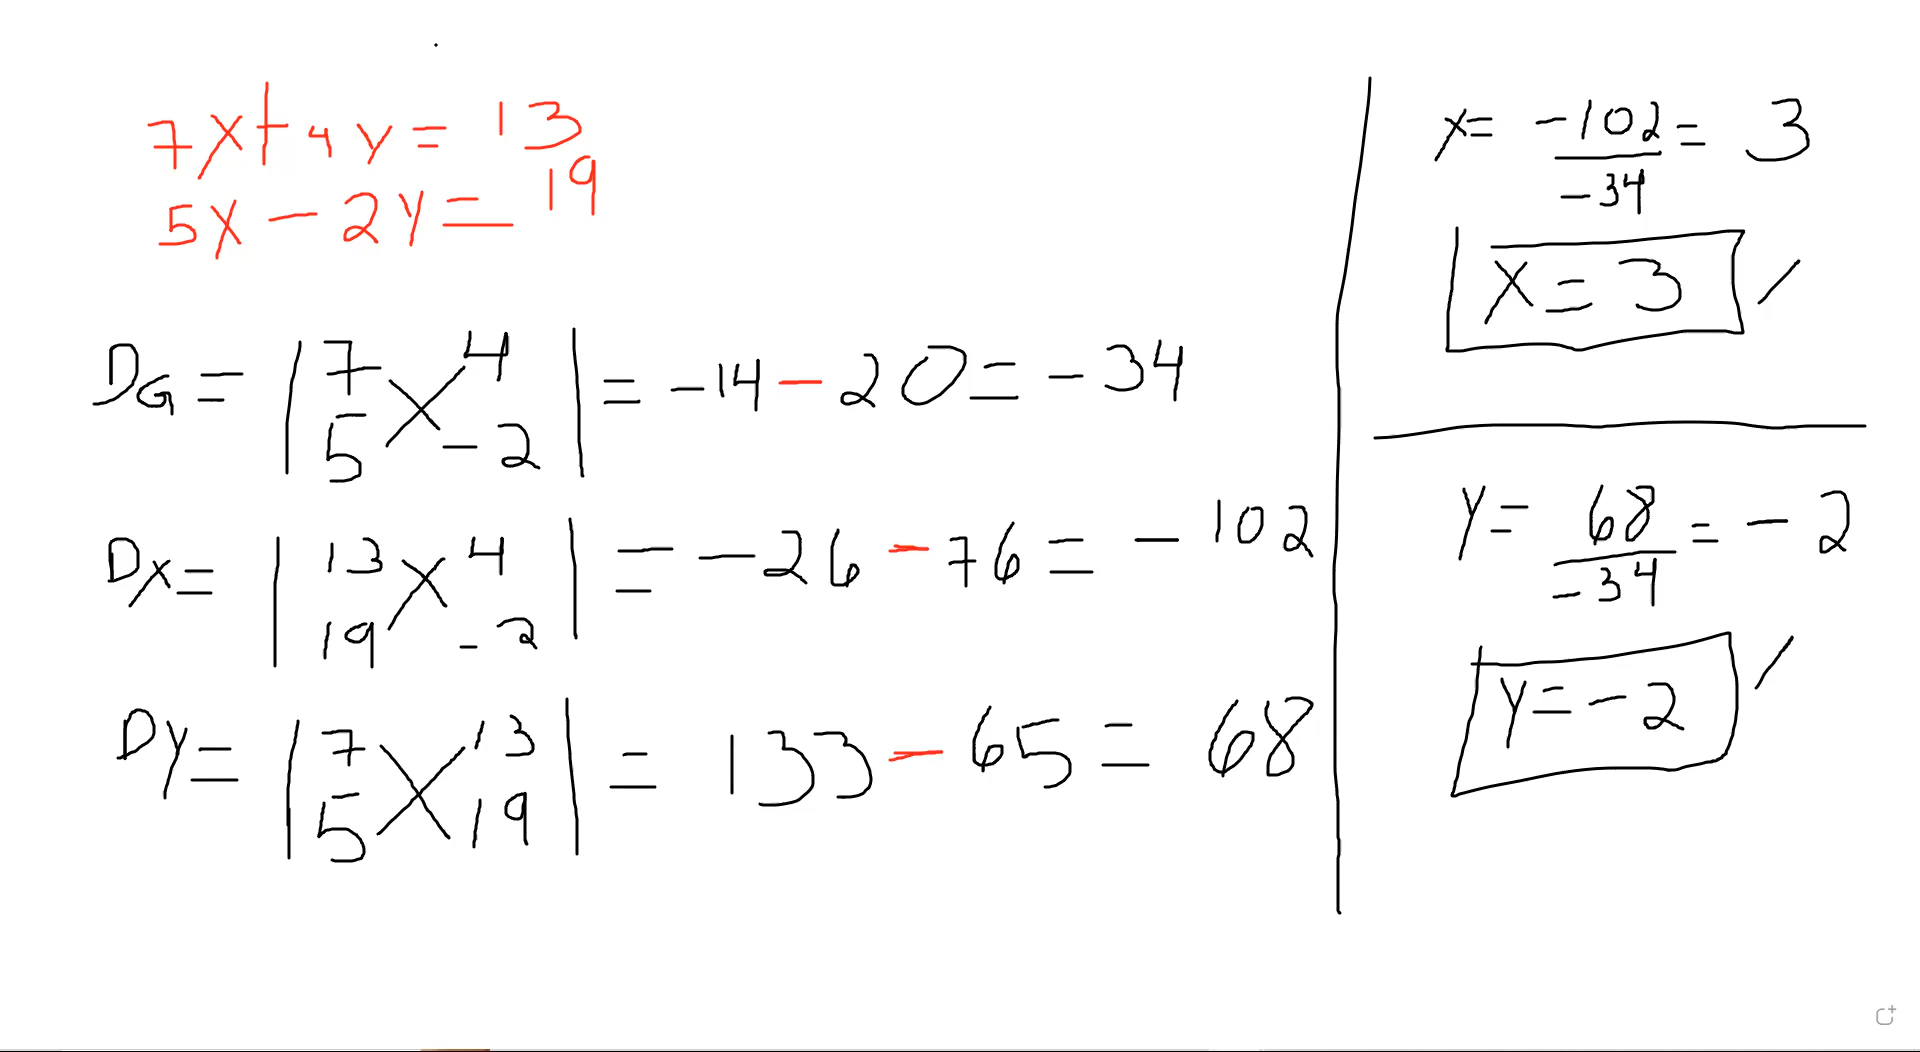 7x + 4y = 13
5x - 2y = 19
DG = | 7 4 | = -14 - 20 = -34
| 5 -2 |
Dx = | 13 4 | = -26 - 76 = -102
| 19 -2 |
Dy = | 7 13 | = 133 - 65 = 68
| 5 19 |
x = -102 = 3
-34
x = 3
y = 68 = -2
-34
y = -2